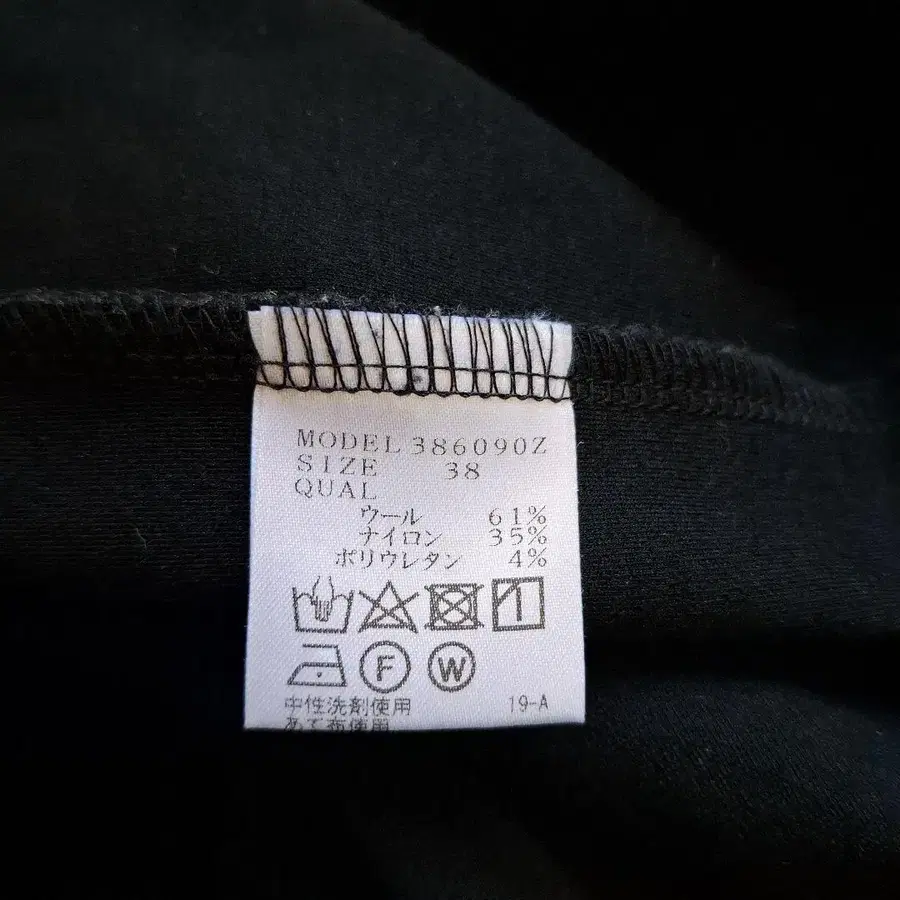 MODEL 386090Z
SIZE 38
QUAL
ウール 61%
ナイロン 35%
ポリウレタン 4%
F W
中性洗剤使用 19-A
あて布使用